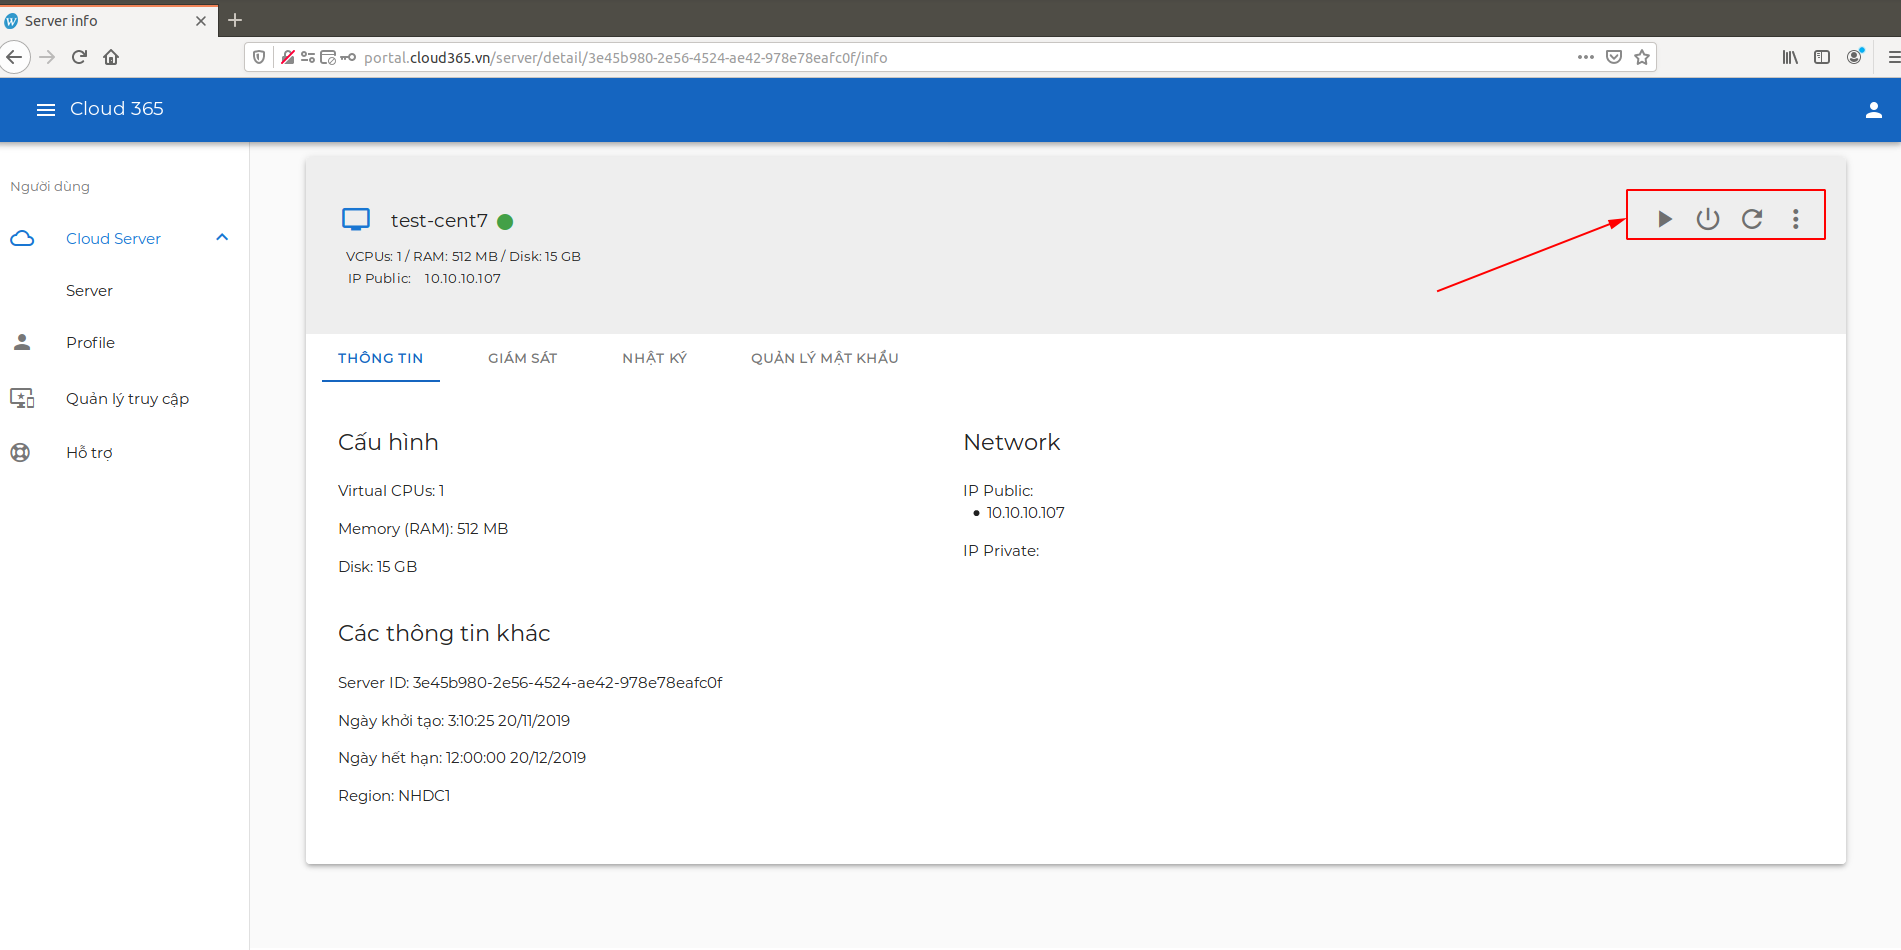 Server info
portal.cloud365.vn/server/detail/3e45b980-2e56-4524-ae42-978e78eafc0f/info
Cloud 365
Người dùng
Cloud Server
Server
Profile
Quản lý truy cập
Hỗ trợ
test-cent7
VCPUs: 1 / RAM: 512 MB / Disk: 15 GB
IP Public: 10.10.10.107
THÔNG TIN
GIÁM SÁT
NHẬT KÝ
QUẢN LÝ MẬT KHẨU
Cấu hình
Virtual CPUs: 1
Memory (RAM): 512 MB
Disk: 15 GB
Network
IP Public:
10.10.10.107
IP Private:
Các thông tin khác
Server ID: 3e45b980-2e56-4524-ae42-978e78eafc0f
Ngày khởi tạo: 3:10:25 20/11/2019
Ngày hết hạn: 12:00:00 20/12/2019
Region: NHDC1